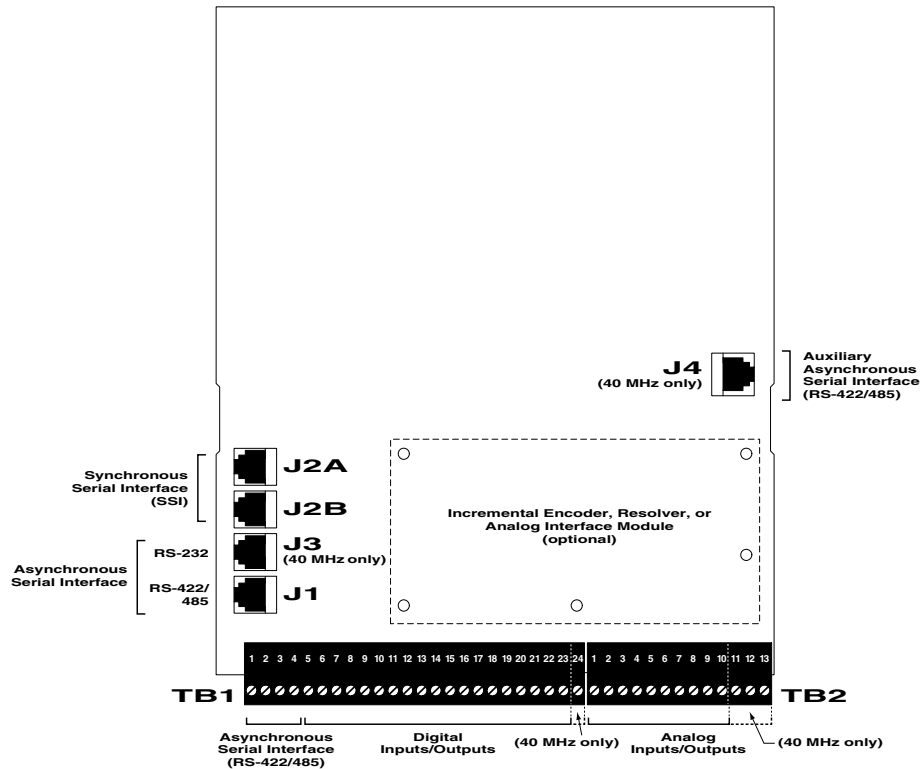 J4
(40 MHz only)
Auxiliary
Asynchronous
Serial Interface
(RS-422/485)
Synchronous
Serial Interface
(SSI)
J2A
J2B
Incremental Encoder, Resolver, or
Analog Interface Module
(optional)
Asynchronous
Serial Interface
RS-232
J3
(40 MHz only)
RS-422/
485
J1
1 2 3 4 5 6 7 8 9 10 11 12 13 14 15 16 17 18 19 20 21 22 23 24 1 2 3 4 5 6 7 8 9 10 11 12 13
TB1
TB2
Asynchronous
Serial Interface
(RS-422/485)
Digital
Inputs/Outputs
(40 MHz only)
Analog
Inputs/Outputs
(40 MHz only)